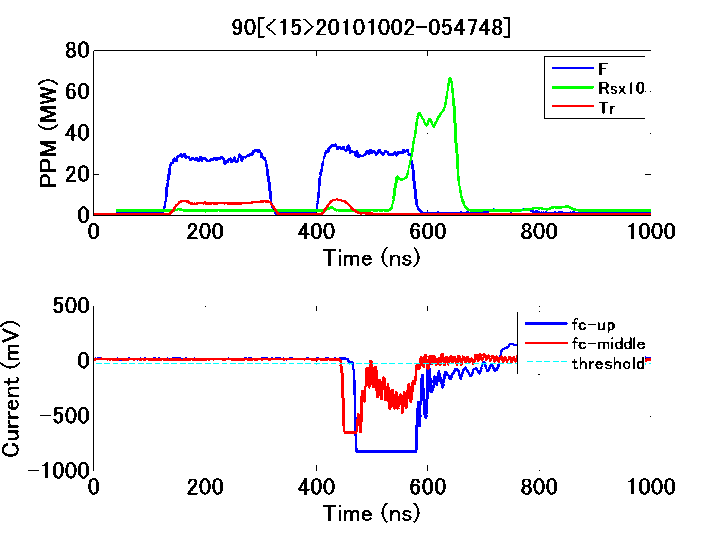 90[<15>20101002-054748]
PPM (MW)
80
60
40
20
0
F
Rsx10
Tr
0 200 400 600 800 1000
Time (ns)
Current (mV)
500
0
−500
−1000
fc-up
fc-middle
threshold
0 200 400 600 800 1000
Time (ns)